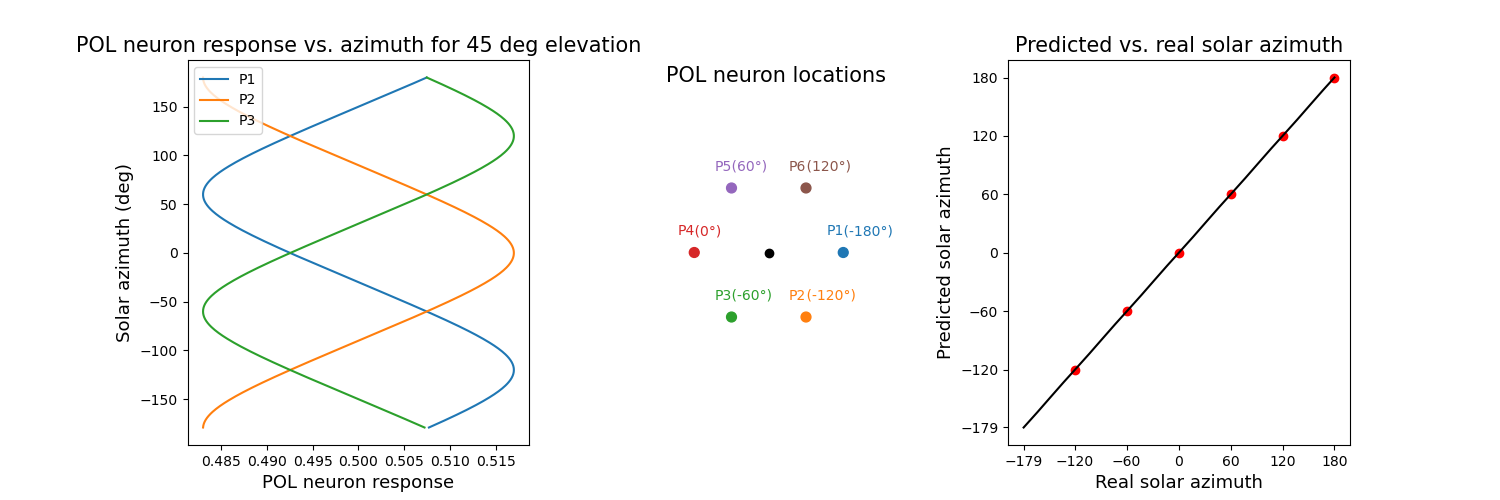 POL neuron response vs. azimuth for 45 deg elevation
P1
P2
P3
150
100
50
0
−50
−100
−150
Solar azimuth (deg)
0.485 0.490 0.495 0.500 0.505 0.510 0.515
POL neuron response
POL neuron locations
P5(60°) P6(120°)
P4(0°) P1(-180°)
P3(-60°) P2(-120°)
Predicted vs. real solar azimuth
180
120
60
0
−60
−120
−179
Predicted solar azimuth
−179 −120 −60 0 60 120 180
Real solar azimuth